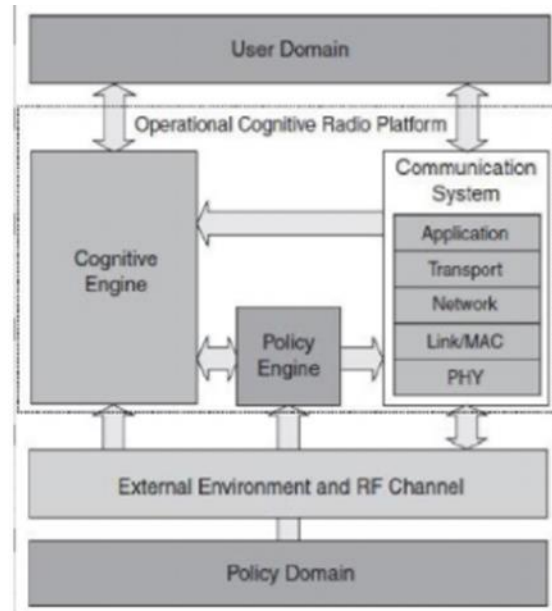 User Domain
Operational Cognitive Radio Platform
Cognitive
Engine
Communication
System
Application
Transport
Network
Link/MAC
PHY
Policy
Engine
External Environment and RF Channel
Policy Domain